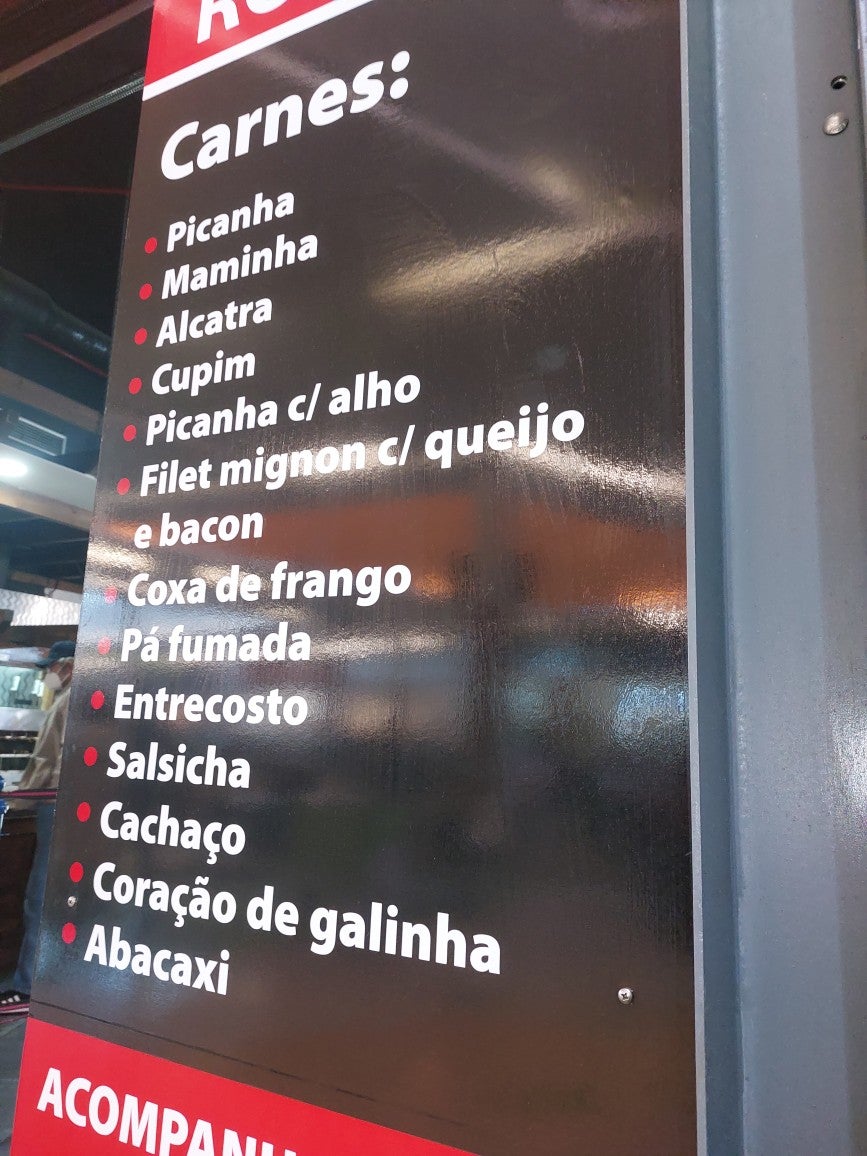 Carnes:
Picanha
Maminha
Alcatra
Cupim
Picanha c/ alho
Filet mignon c/ queijo
e bacon
Coxa de frango
Pá fumada
Entrecosto
Salsicha
Cachaço
Coração de galinha
Abacaxi